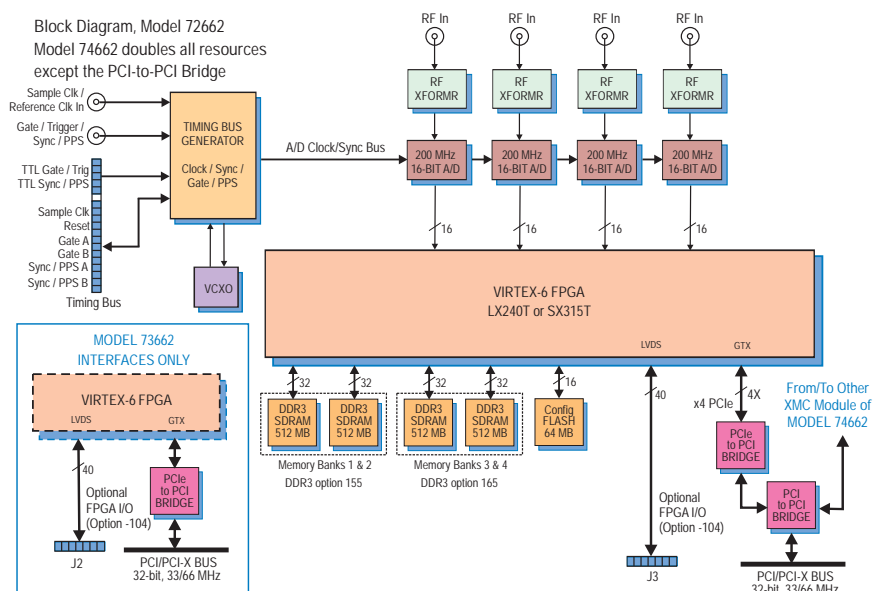 Block Diagram, Model 72662
Model 74662 doubles all resources
except the PCI-to-PCI Bridge
RF In
RF In
RF In
RF In
Sample Clk /
Reference Clk In
Gate / Trigger /
Sync / PPS
TTL Gate / Trig
TTL Sync / PPS
Sample Clk
Reset
Gate A
Gate B
Sync / PPS A
Sync / PPS B
Timing Bus
TIMING BUS
GENERATOR
Clock / Sync /
Gate / PPS
VCXO
A/D Clock/Sync Bus
RF
XFORMR
RF
XFORMR
RF
XFORMR
RF
XFORMR
200 MHz
16-BIT A/D
200 MHz
16-BIT A/D
200 MHz
16-BIT A/D
200 MHz
16-BIT A/D
16
16
16
16
VIRTEX-6 FPGA
LX240T or SX315T
LVDS
GTX
32
32
32
32
16
40
4X
x4 PCIe
DDR3
SDRAM
512 MB
DDR3
SDRAM
512 MB
DDR3
SDRAM
512 MB
DDR3
SDRAM
512 MB
Config
FLASH
64 MB
Memory Banks 1 & 2
DDR3 option 155
Memory Banks 3 & 4
DDR3 option 165
Optional
FPGA I/O
(Option -104)
J3
From/To Other
XMC Module of
MODEL 74662
PCIe
to PCI
BRIDGE
PCI
to PCI
BRIDGE
PCI/PCI-X BUS
32-bit, 33/66 MHz
MODEL 73662
INTERFACES ONLY
VIRTEX-6 FPGA
LVDS
GTX
40
PCIe
to PCI
BRIDGE
Optional
FPGA I/O
(Option -104)
J2
PCI/PCI-X BUS
32-bit, 33/66 MHz